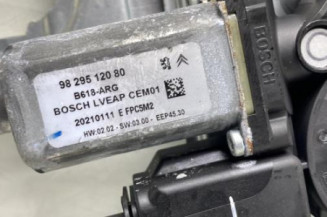 98 295 120 80
B618-ARG
BOSCH LVEAP CEM01
20210111 E FPC5M2
HW:02.02 - SW:03.00 - EEP45.30
BOSCH